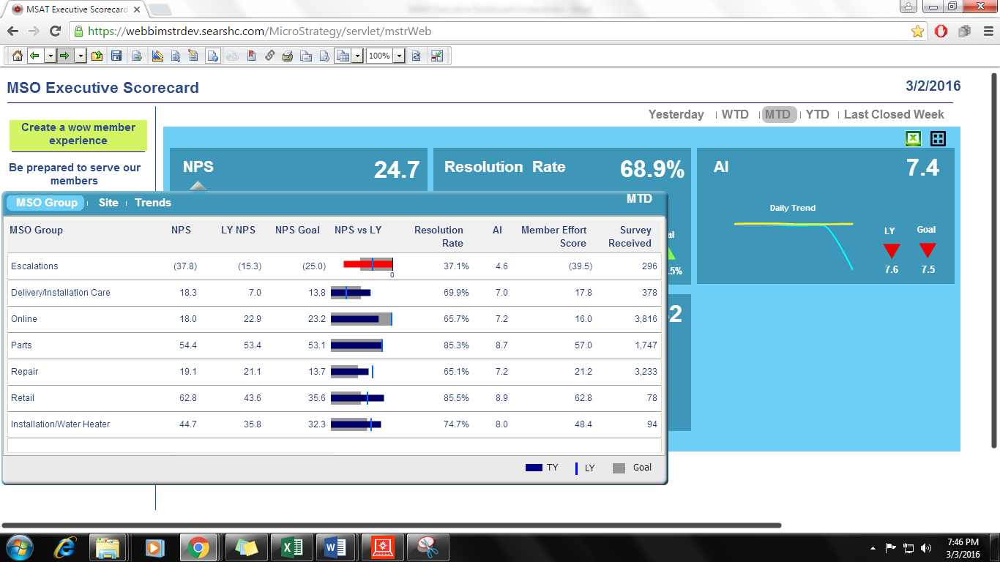 MSAT Executive Scorecard
https://webbimstrdev.searshc.com/MicroStrategy/servlet/mstrWeb
100%
MSO Executive Scorecard
3/2/2016
Yesterday WTD MTD YTD Last Closed Week
Create a wow member
experience
Be prepared to serve our
members
NPS 24.7
Resolution Rate 68.9%
AI 7.4
Daily Trend
LY Goal
7.6 7.5
MSO Group Site Trends MTD
MSO Group NPS LY NPS NPS Goal NPS vs LY Resolution Rate AI Member Effort Score Survey Received
Escalations (37.8) (15.3) (25.0) 0 37.1% 4.6 (39.5) 296
Delivery/Installation Care 18.3 7.0 13.8 69.9% 7.0 17.8 378
Online 18.0 22.9 23.2 65.7% 7.2 16.0 3,816
Parts 54.4 53.4 53.1 85.3% 8.7 57.0 1,747
Repair 19.1 21.1 13.7 65.1% 7.2 21.2 3,233
Retail 62.8 43.6 35.6 85.5% 8.9 62.8 78
Installation/Water Heater 44.7 35.8 32.3 74.7% 8.0 48.4 94
TY LY Goal
7:46 PM
3/3/2016